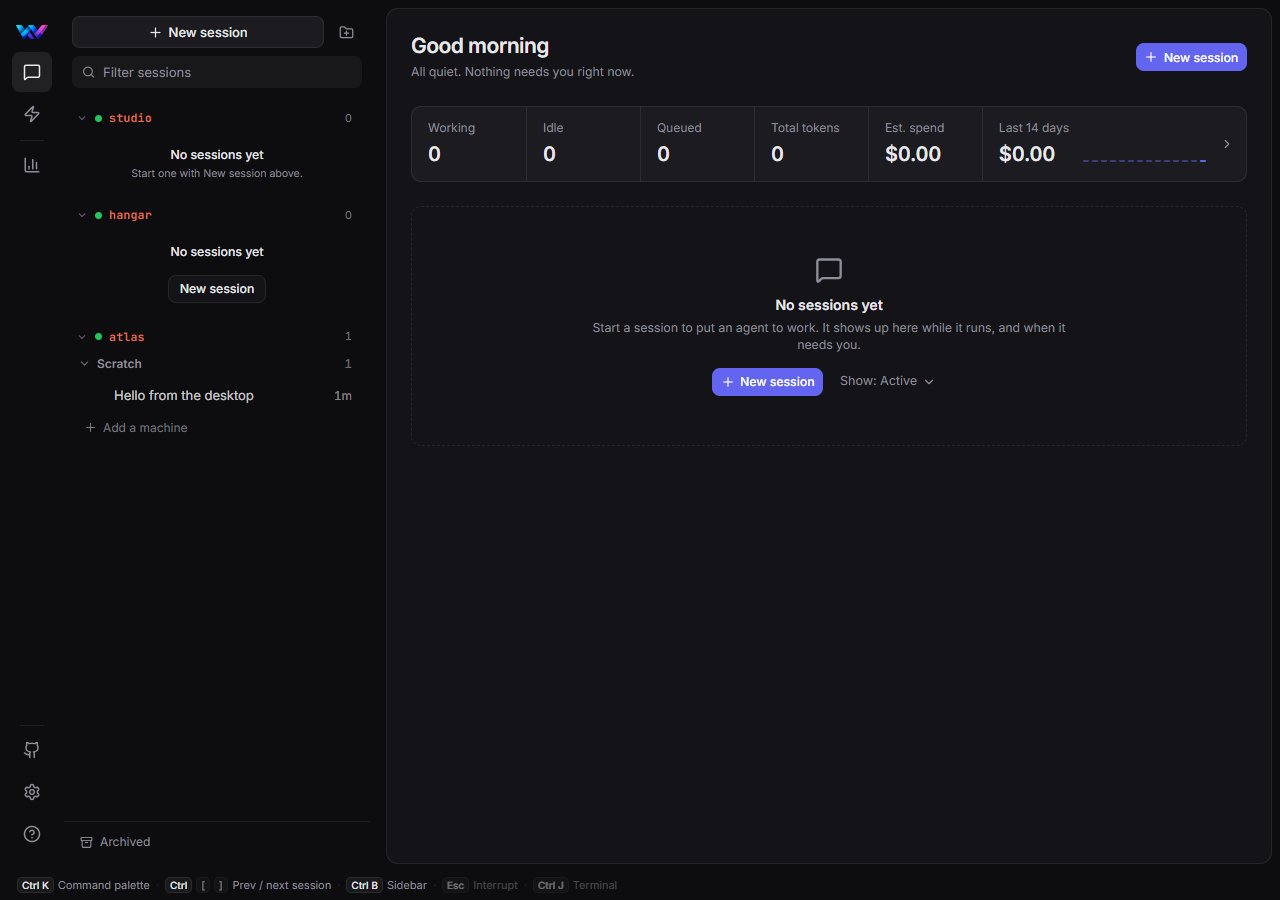 New session
Filter sessions
studio 0
No sessions yet
Start one with New session above.
hangar 0
No sessions yet
New session
atlas 1
Scratch 1
Hello from the desktop 1m
Add a machine
Archived
Good morning
All quiet. Nothing needs you right now.
New session
Working Idle Queued Total tokens Est. spend Last 14 days
0 0 0 0 $0.00 $0.00
No sessions yet
Start a session to put an agent to work. It shows up here while it runs, and when it
needs you.
New session Show: Active
Ctrl K Command palette · Ctrl [ ] Prev / next session · Ctrl B Sidebar · Esc Interrupt · Ctrl J Terminal